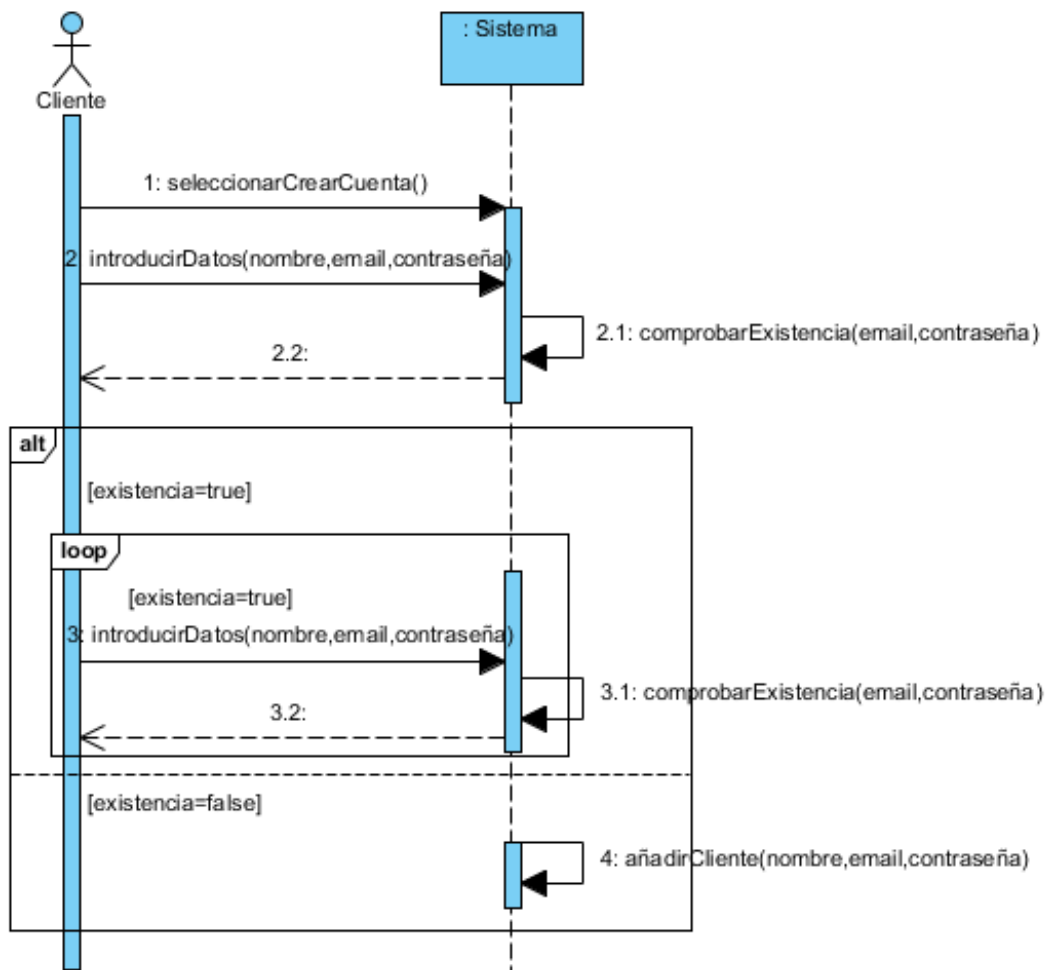 : Sistema
Cliente
1: seleccionarCrearCuenta()
2: introducirDatos(nombre,email,contraseña)
2.1: comprobarExistencia(email,contraseña)
2.2:
alt
[existencia=true]
loop
[existencia=true]
3: introducirDatos(nombre,email,contraseña)
3.1: comprobarExistencia(email,contraseña)
3.2:
[existencia=false]
4: añadirCliente(nombre,email,contraseña)